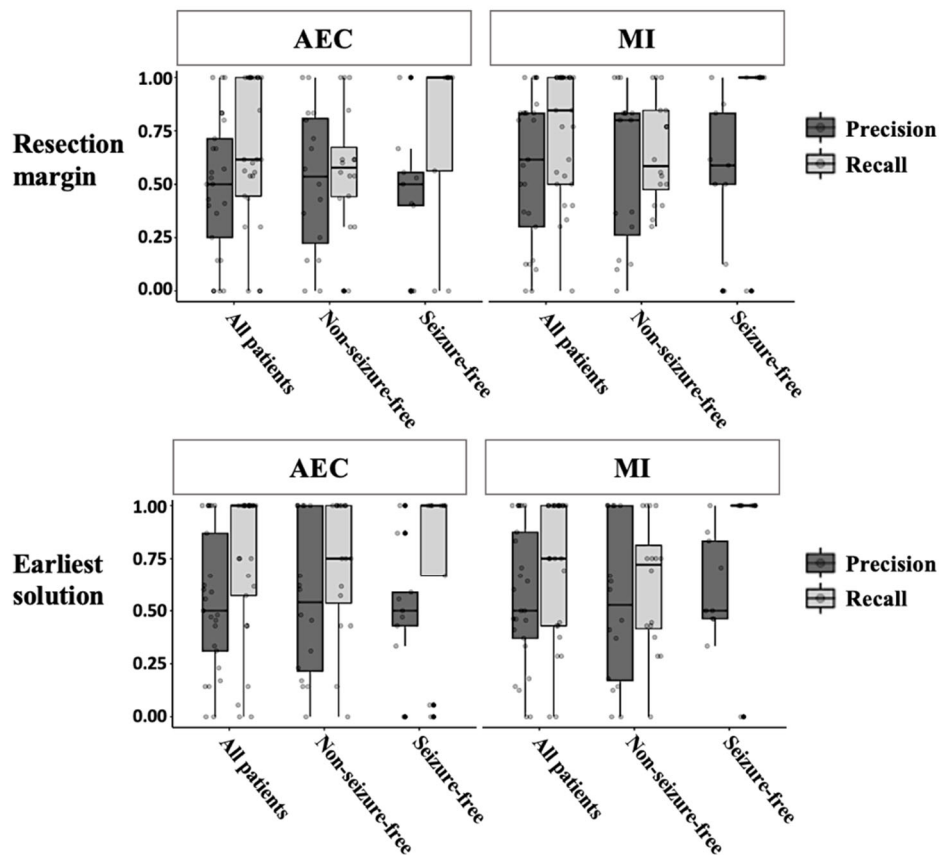 AEC MI
Resection
margin
1.00
0.75
0.50
0.25
0.00
Precision
Recall
All patients
Non-seizure-free
Seizure-free
All patients
Non-seizure-free
Seizure-free
AEC MI
Earliest
solution
1.00
0.75
0.50
0.25
0.00
Precision
Recall
All patients
Non-seizure-free
Seizure-free
All patients
Non-seizure-free
Seizure-free